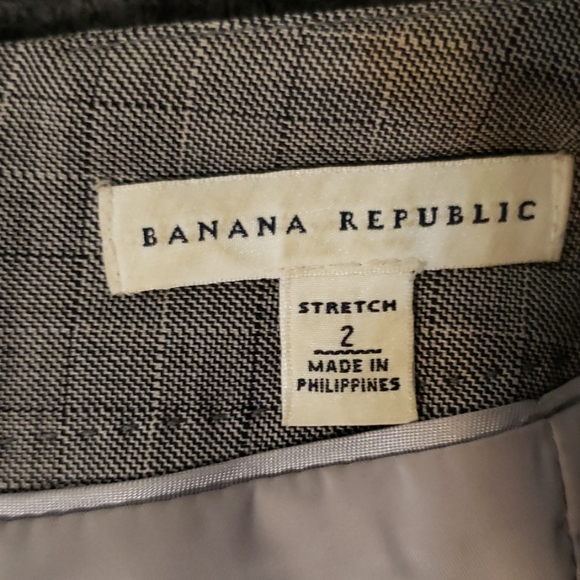 BANANA REPUBLIC
STRETCH
2
MADE IN
PHILIPPINES